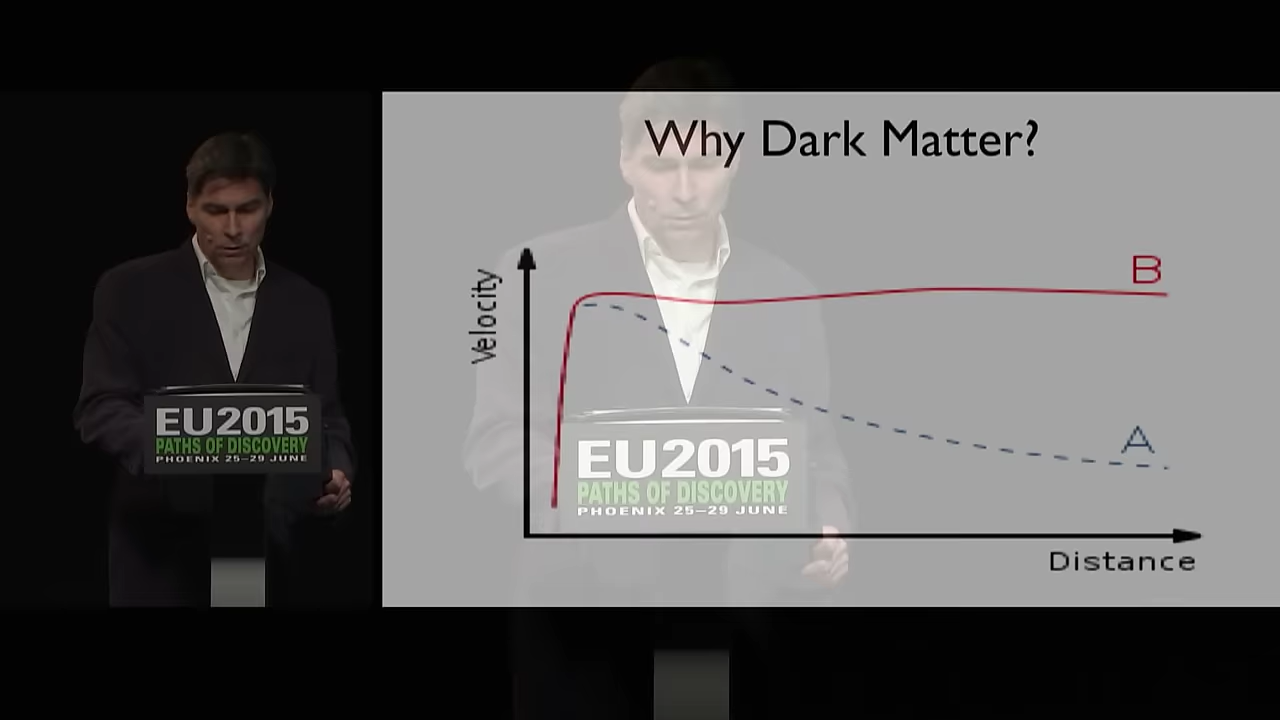 Why Dark Matter?
Velocity
B
A
Distance
EU2015
PATHS OF DISCOVERY
PHOENIX 25–29 JUNE
EU2015
PATHS OF DISCOVERY
PHOENIX 25–29 JUNE